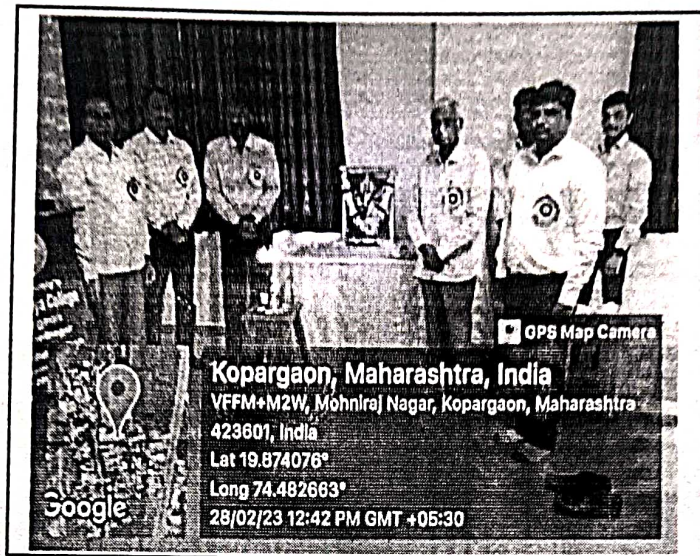 College
GPS Map Camera
Kopargaon, Maharashtra, India
VFFM+M2W, Mohniraj Nagar, Kopargaon, Maharashtra
423601, India
Lat 19.874076°
Long 74.482663°
28/02/23 12:42 PM GMT +05:30
Google